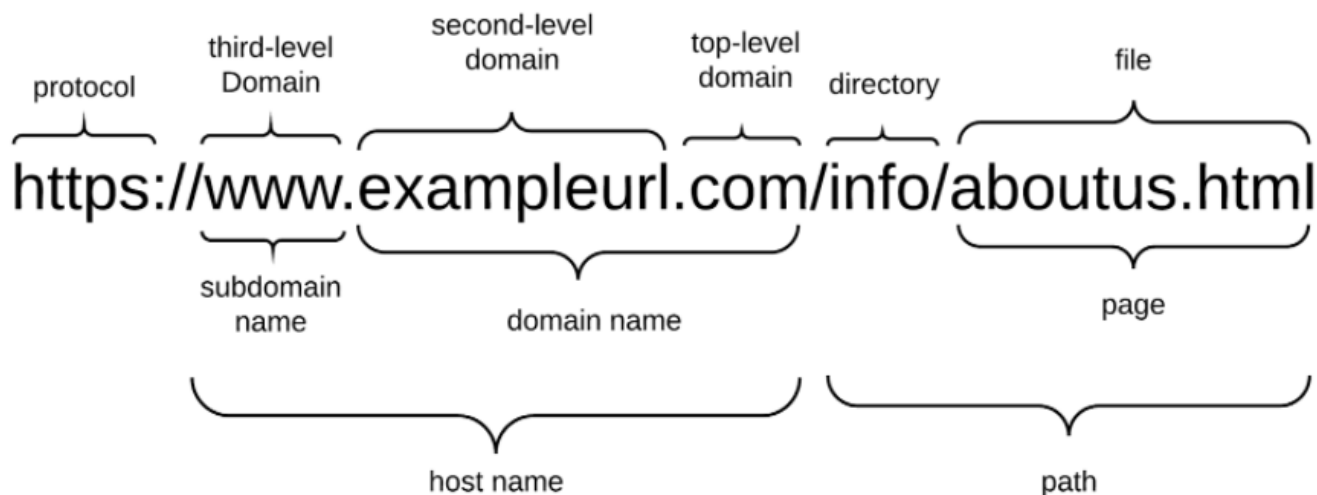 second-level
domain
third-level
Domain
top-level
domain
protocol
directory
file
https://www.exampleurl.com/info/aboutus.html
subdomain
name
domain name
page
host name
path